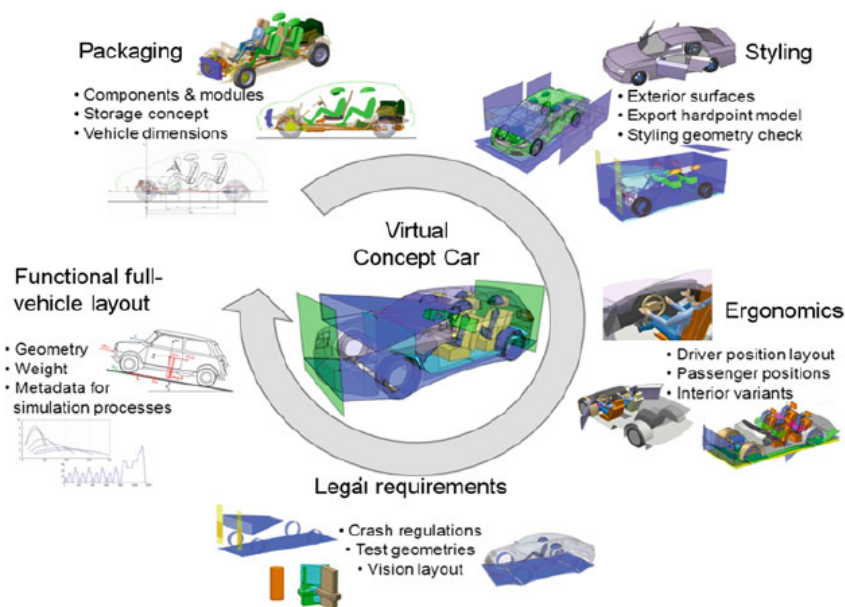 Packaging
• Components & modules
• Storage concept
• Vehicle dimensions
Styling
• Exterior surfaces
• Export hardpoint model
• Styling geometry check
Virtual
Concept Car
Functional full-
vehicle layout
• Geometry
• Weight
• Metadata for
simulation processes
Ergonomics
• Driver position layout
• Passenger positions
• Interior variants
Legal requirements
• Crash regulations
• Test geometries
• Vision layout